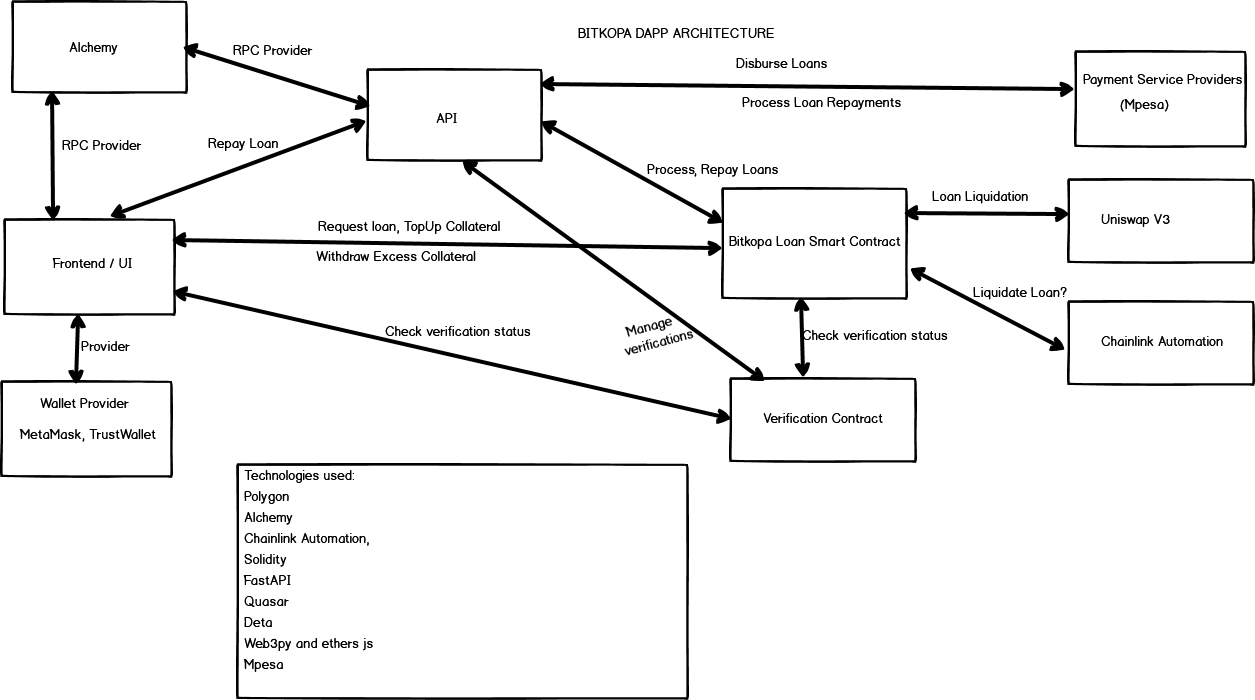 BITKOPA DAPP ARCHITECTURE
Alchemy
RPC Provider
Disburse Loans
Payment Service Providers
(Mpesa)
Process Loan Repayments
API
RPC Provider
Repay Loan
Process, Repay Loans
Loan Liquidation
Uniswap V3
Request loan, TopUp Collateral
Bitkopa Loan Smart Contract
Withdraw Excess Collateral
Frontend / UI
Liquidate Loan?
Check verification status
Manage
verifications
Check verification status
Chainlink Automation
Provider
Wallet Provider
MetaMask, TrustWallet
Verification Contract
Technologies used:
Polygon
Alchemy
Chainlink Automation,
Solidity
FastAPI
Quasar
Deta
Web3py and ethers js
Mpesa